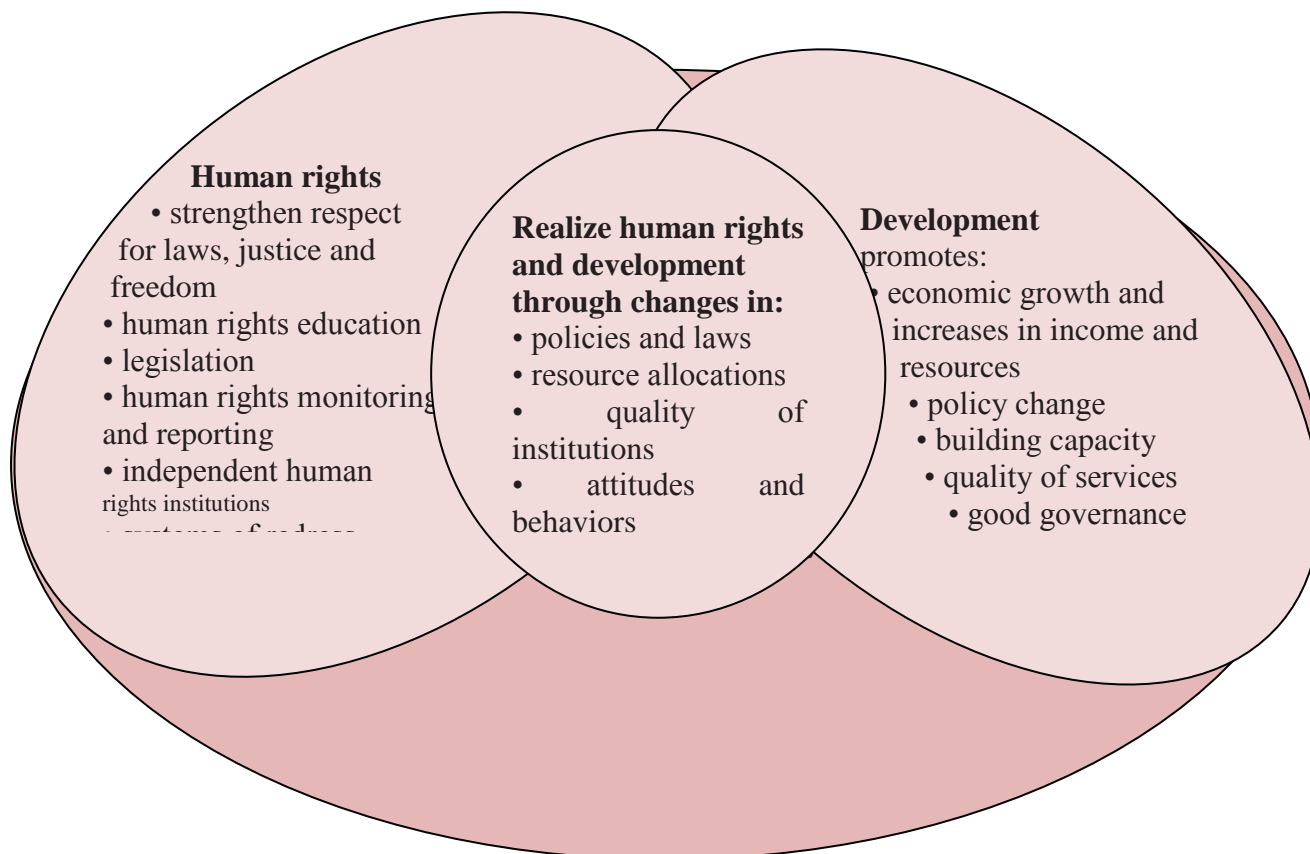 Human rights
• strengthen respect
for laws, justice and
freedom
• human rights education
• legislation
• human rights monitoring
and reporting
• independent human
rights institutions
• systems of redress
Realize human rights
and development
through changes in:
• policies and laws
• resource allocations
• quality of
institutions
• attitudes and
behaviors
Development
promotes:
• economic growth and
increases in income and
resources
• policy change
• building capacity
• quality of services
• good governance